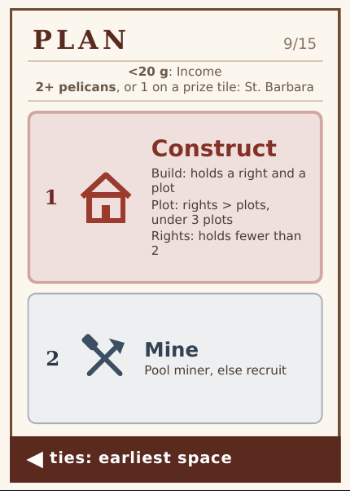 PLAN
9/15
<20 g: Income
2+ pelicans, or 1 on a prize tile: St. Barbara
1
Construct
Build: holds a right and a
plot
Plot: rights > plots,
under 3 plots
Rights: holds fewer than
2
2
Mine
Pool miner, else recruit
◀ ties: earliest space